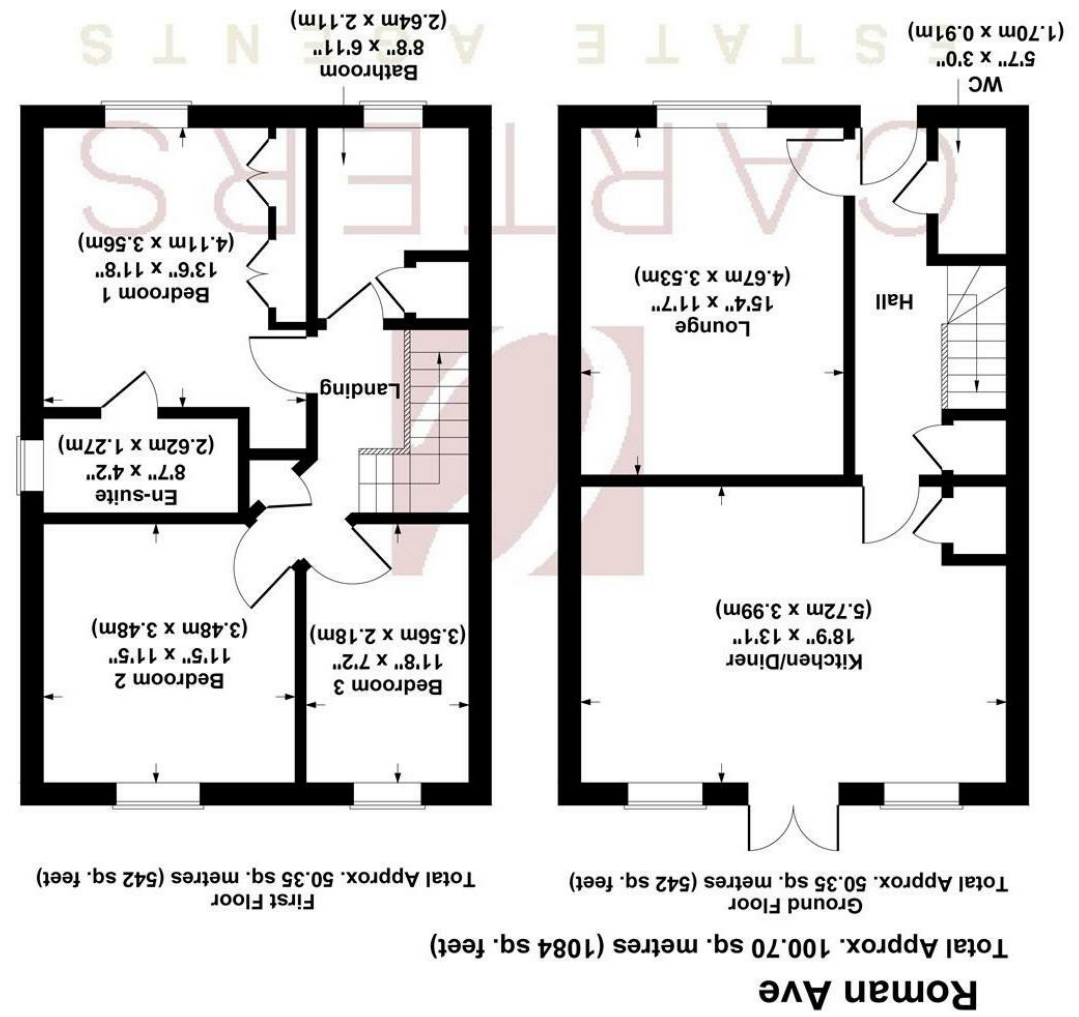 Roman Ave
Total Approx. 100.70 sq. metres (1084 sq. feet)
Ground Floor
Total Approx. 50.35 sq. metres (542 sq. feet)
First Floor
Total Approx. 50.35 sq. metres (542 sq. feet)
Kitchen/Diner
18'9" x 13'1"
(5.72m x 3.99m)
Hall
Lounge
15'4" x 11'7"
(4.67m x 3.53m)
WC
5'7" x 3'0"
(1.70m x 0.91m)
Bedroom 3
11'8" x 7'2"
(3.56m x 2.18m)
Bedroom 2
11'5" x 11'5"
(3.48m x 3.48m)
En-suite
8'7" x 4'2"
(2.62m x 1.27m)
Landing
Bedroom 1
13'6" x 11'8"
(4.11m x 3.56m)
Bathroom
8'8" x 6'11"
(2.64m x 2.11m)
CARTERS
ESTATE AGENTS